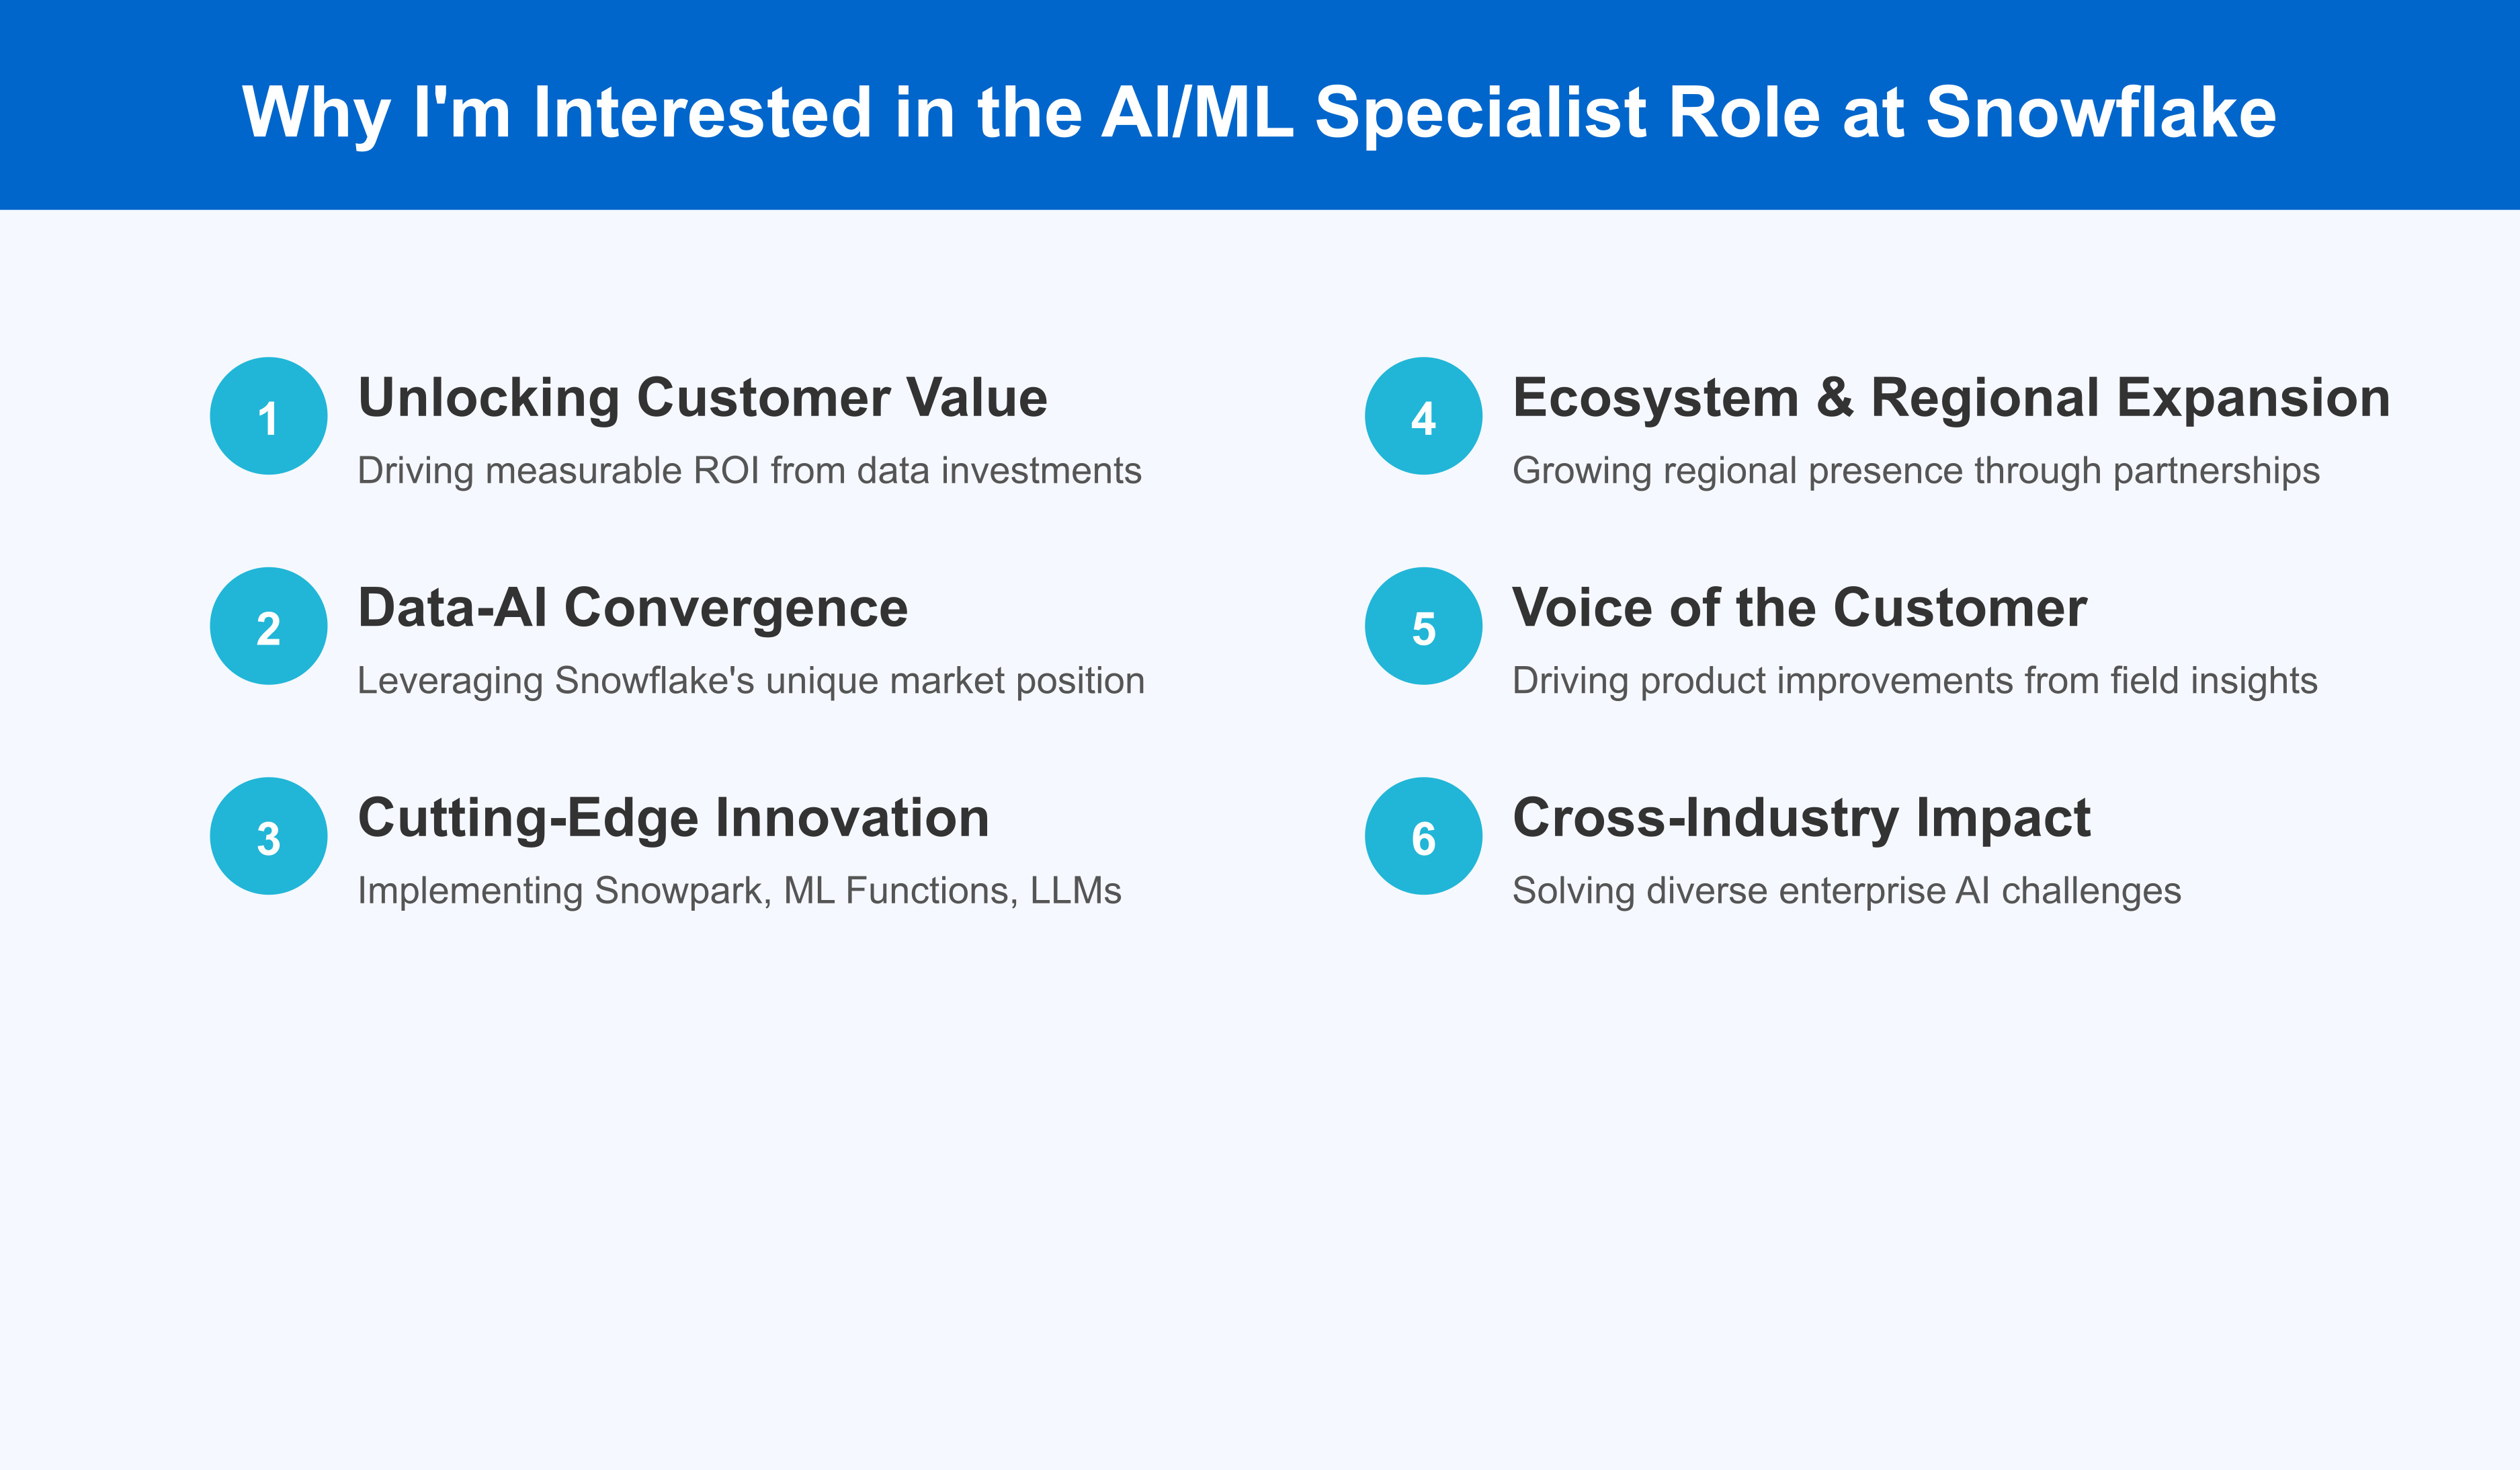 Why I'm Interested in the AI/ML Specialist Role at Snowflake
1
Unlocking Customer Value
Driving measurable ROI from data investments
2
Data-AI Convergence
Leveraging Snowflake's unique market position
3
Cutting-Edge Innovation
Implementing Snowpark, ML Functions, LLMs
4
Ecosystem & Regional Expansion
Growing regional presence through partnerships
5
Voice of the Customer
Driving product improvements from field insights
6
Cross-Industry Impact
Solving diverse enterprise AI challenges